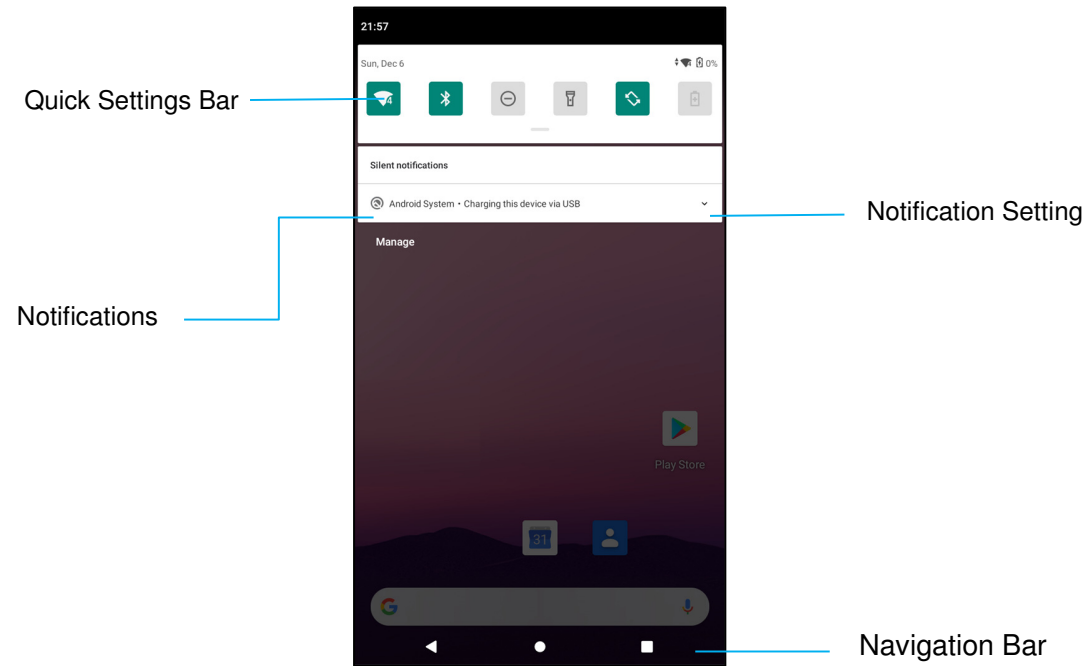 21:57
Sun, Dec 6
0%
Quick Settings Bar
4
Silent notifications
Android System • Charging this device via USB
Notification Setting
Manage
Notifications
Play Store
31
G
Navigation Bar